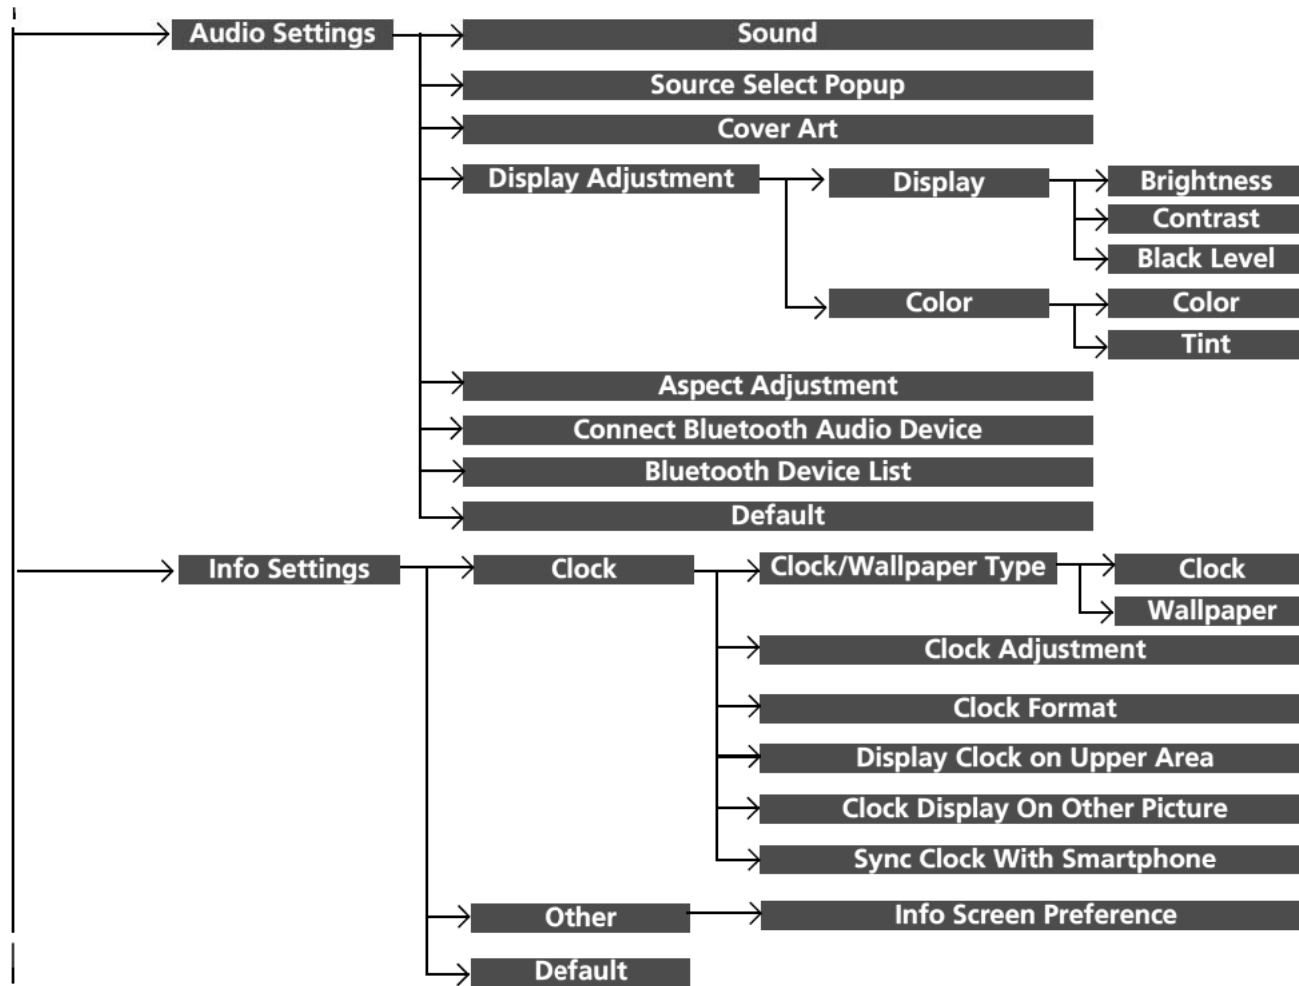 Audio Settings
Sound
Source Select Popup
Cover Art
Display Adjustment
Display
Brightness
Contrast
Black Level
Color
Color
Tint
Aspect Adjustment
Connect Bluetooth Audio Device
Bluetooth Device List
Default
Info Settings
Clock
Clock/Wallpaper Type
Clock
Wallpaper
Clock Adjustment
Clock Format
Display Clock on Upper Area
Clock Display On Other Picture
Sync Clock With Smartphone
Other
Info Screen Preference
Default